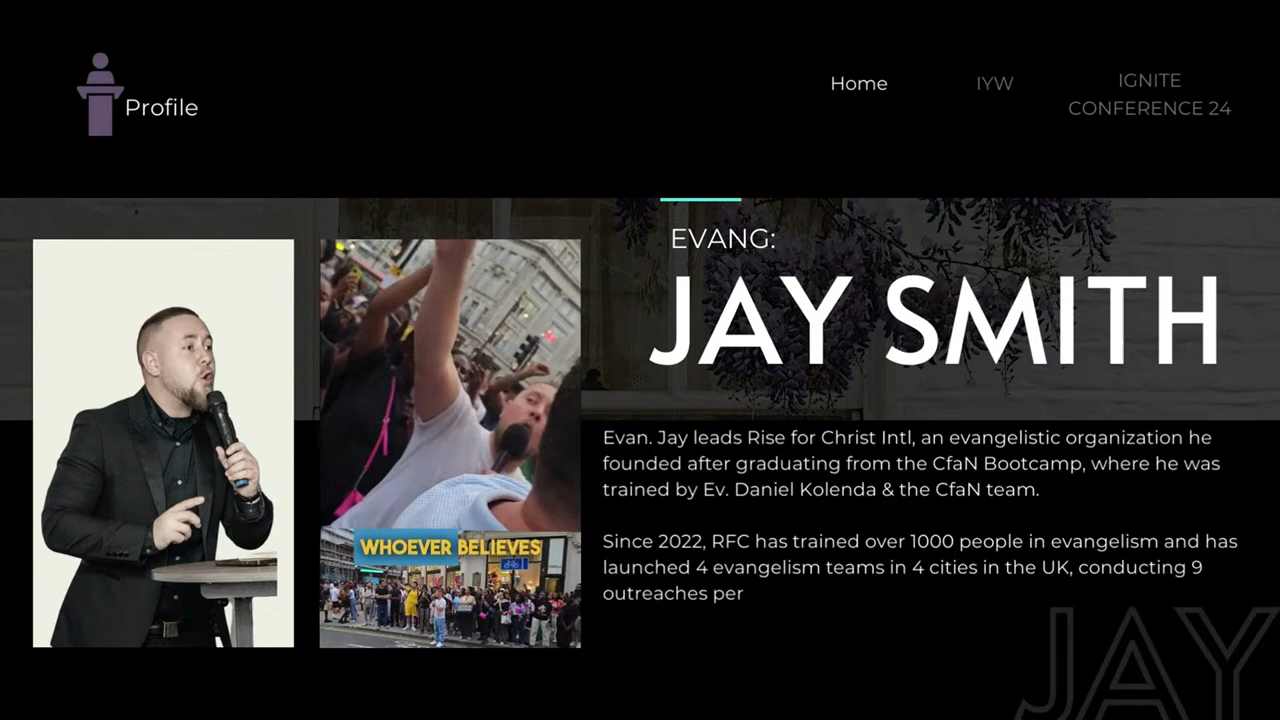 Profile
Home
IYW
IGNITE
CONFERENCE 24
EVANG:
JAY SMITH
WHOEVER BELIEVES
Evan. Jay leads Rise for Christ Intl, an evangelistic organization he
founded after graduating from the CfaN Bootcamp, where he was
trained by Ev. Daniel Kolenda & the CfaN team.
Since 2022, RFC has trained over 1000 people in evangelism and has
launched 4 evangelism teams in 4 cities in the UK, conducting 9
outreaches per
JAY